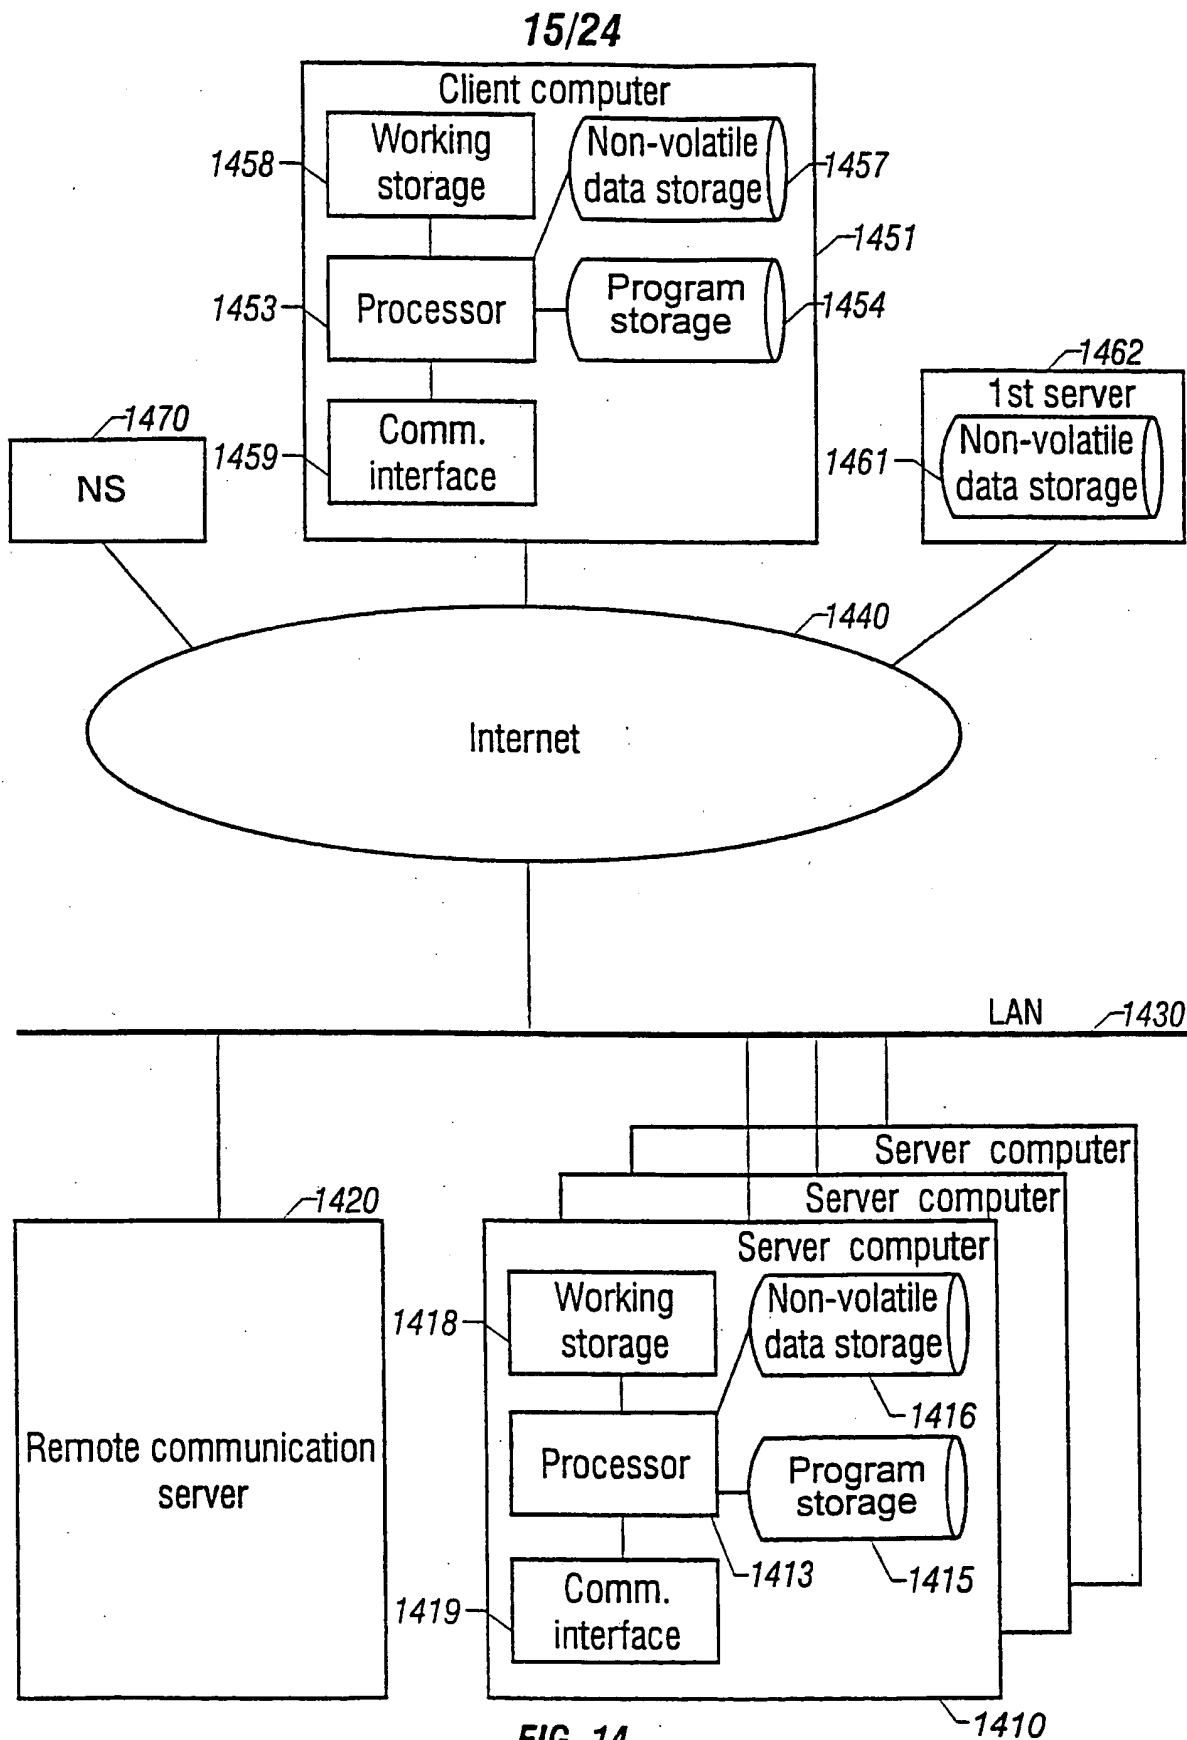 15/24
Client computer
Working
storage
1458
Non-volatile
data storage
1457
1451
Processor
1453
Program
storage
1454
Comm.
interface
1459
1470
NS
1462
1st server
Non-volatile
data storage
1461
1440
Internet
LAN
1430
1420
Remote communication
server
Server computer
Server computer
Server computer
Working
storage
1418
Non-volatile
data storage
1416
Processor
1413
Program
storage
1415
Comm.
interface
1419
1410
FIG. 14